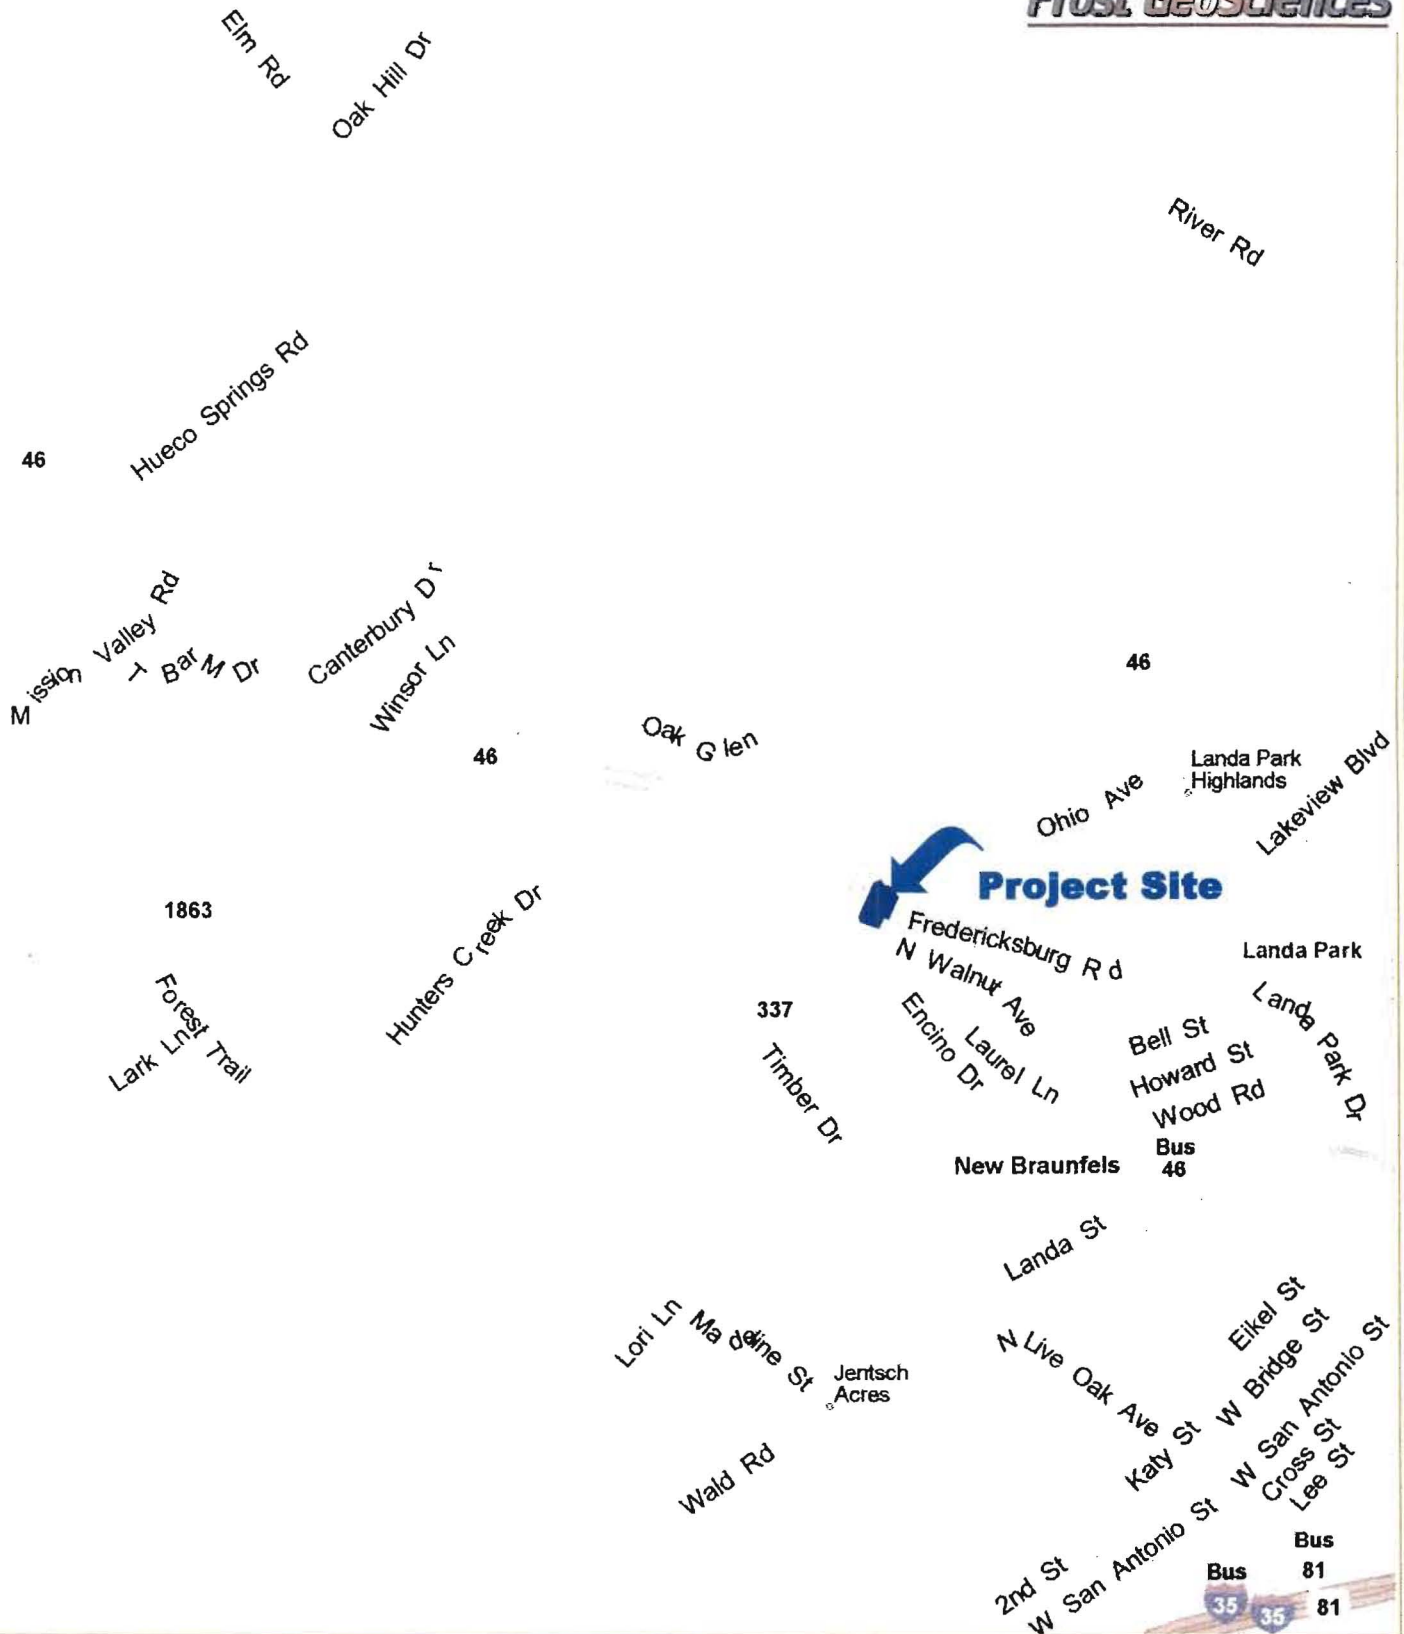 Frost GeoSciences
Elm Rd
Oak Hill Dr
River Rd
Hueco Springs Rd
46
Mission Valley Rd
T Bar M Dr
Canterbury Dr
Winsor Ln
46
46
Oak Glen
Landa Park
Highlands
Ohio Ave
Lakeview Blvd
Project Site
1863
Hunters Creek Dr
Fredericksburg Rd
N Walnut Ave
Landa Park
Forest Trail
Lark Ln
337
Encino Dr
Laurel Ln
Landa Park Dr
Bell St
Howard St
Wood Rd
Timber Dr
New Braunfels
Bus
46
Landa St
Lori Ln
Madeline St
Jentsch
Acres
N Live Oak Ave
Eikel St
W Bridge St
W San Antonio St
Katy St
Cross St
Lee St
Wald Rd
2nd St
W San Antonio St
Bus
81
Bus
35
35
81